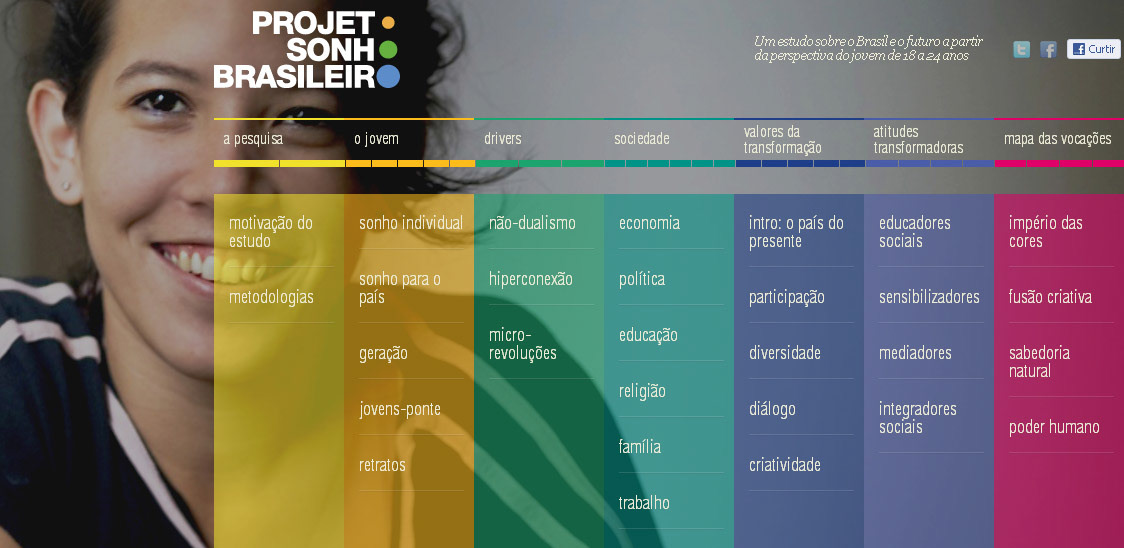 PROJET
SONH
BRASILEIR
Um estudo sobre o Brasil e o futuro a partir
da perspectiva do jovem de 18 a 24 anos
Curtir
a pesquisa
o jovem
drivers
sociedade
valores da
transformação
atitudes
transformadoras
mapa das vocações
motivação do
estudo
metodologias
sonho individual
sonho para o
país
geração
jovens-ponte
retratos
não-dualismo
hiperconexão
micro-
revoluções
economia
política
educação
religião
família
trabalho
intro: o país do
presente
participação
diversidade
diálogo
criatividade
educadores
sociais
sensibilizadores
mediadores
integradores
sociais
império das
cores
fusão criativa
sabedoria
natural
poder humano